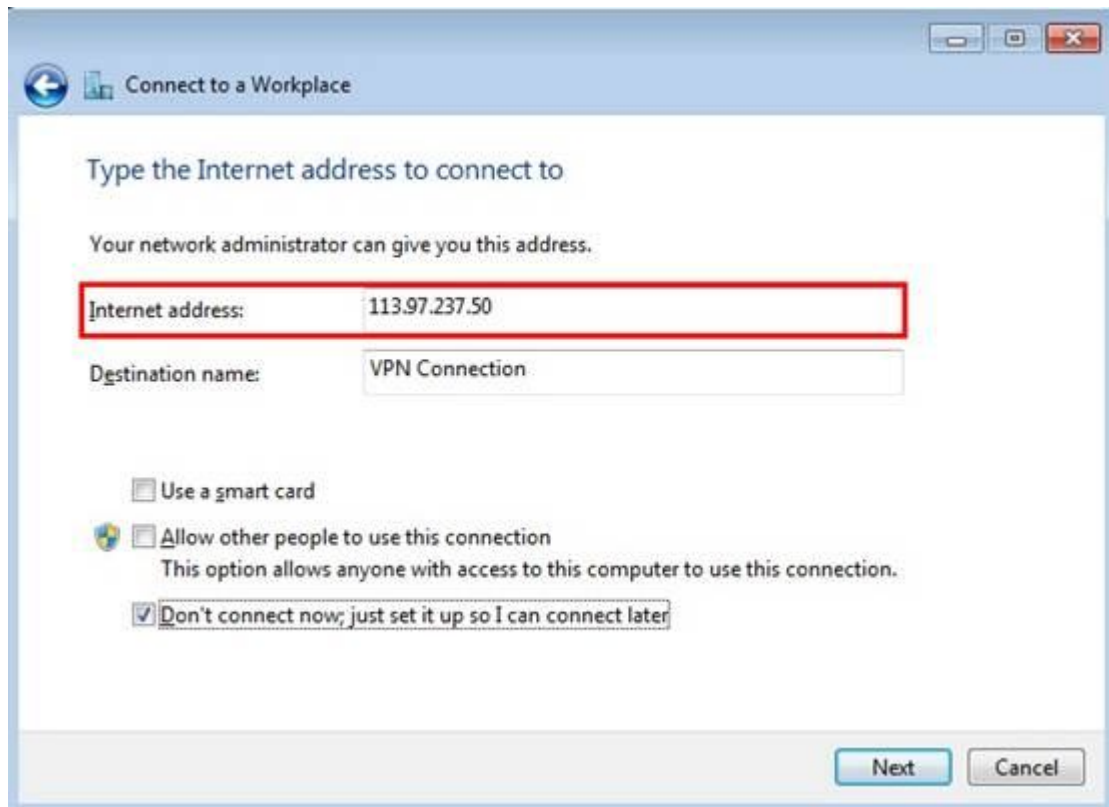 Connect to a Workplace
Type the Internet address to connect to
Your network administrator can give you this address.
Internet address: 113.97.237.50
Destination name: VPN Connection
Use a smart card
Allow other people to use this connection
This option allows anyone with access to this computer to use this connection.
Don't connect now; just set it up so I can connect later
Next Cancel